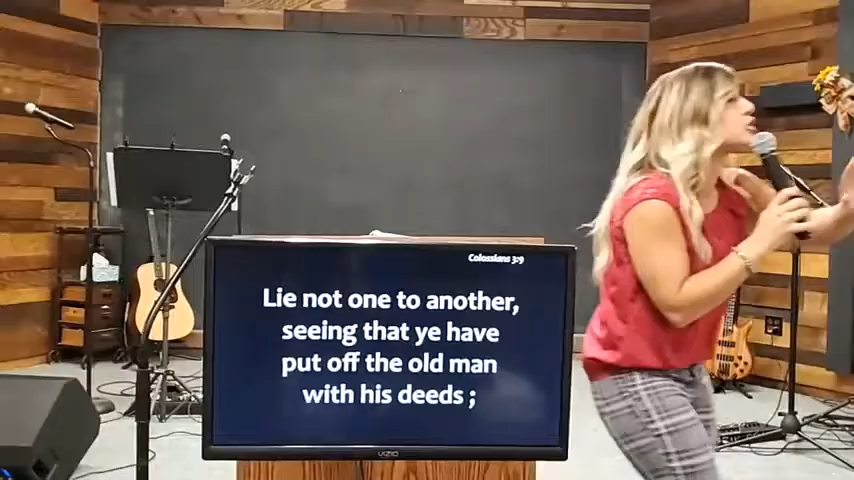 Colossians 3:9
Lie not one to another,
seeing that ye have
put off the old man
with his deeds ;
VIZIO